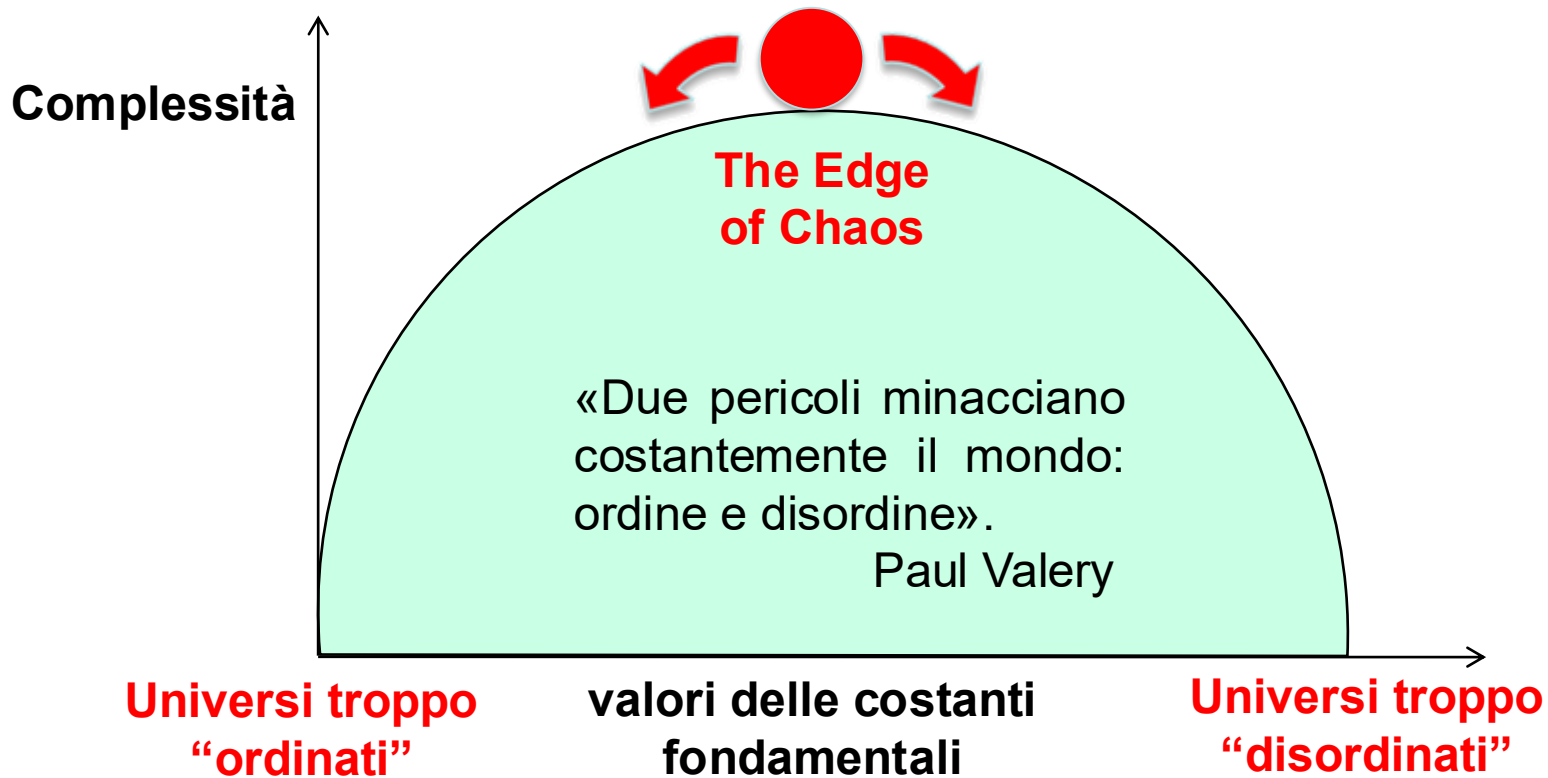 Complessità
The Edge
of Chaos
«Due pericoli minacciano
costantemente il mondo:
ordine e disordine».
Paul Valery
Universi troppo
“ordinati”
valori delle costanti
fondamentali
Universi troppo
“disordinati”